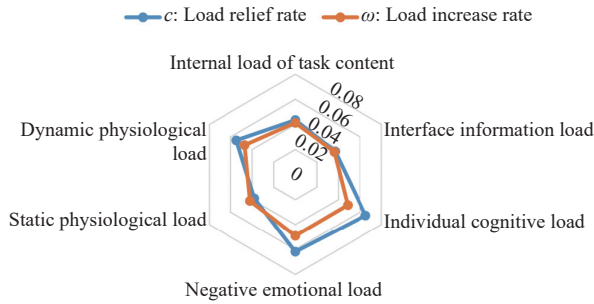 c: Load relief rate ω: Load increase rate
Internal load of task content
0.08
0.06
0.04
0.02
0
Dynamic physiological
load
Interface information load
Static physiological load
Individual cognitive load
Negative emotional load